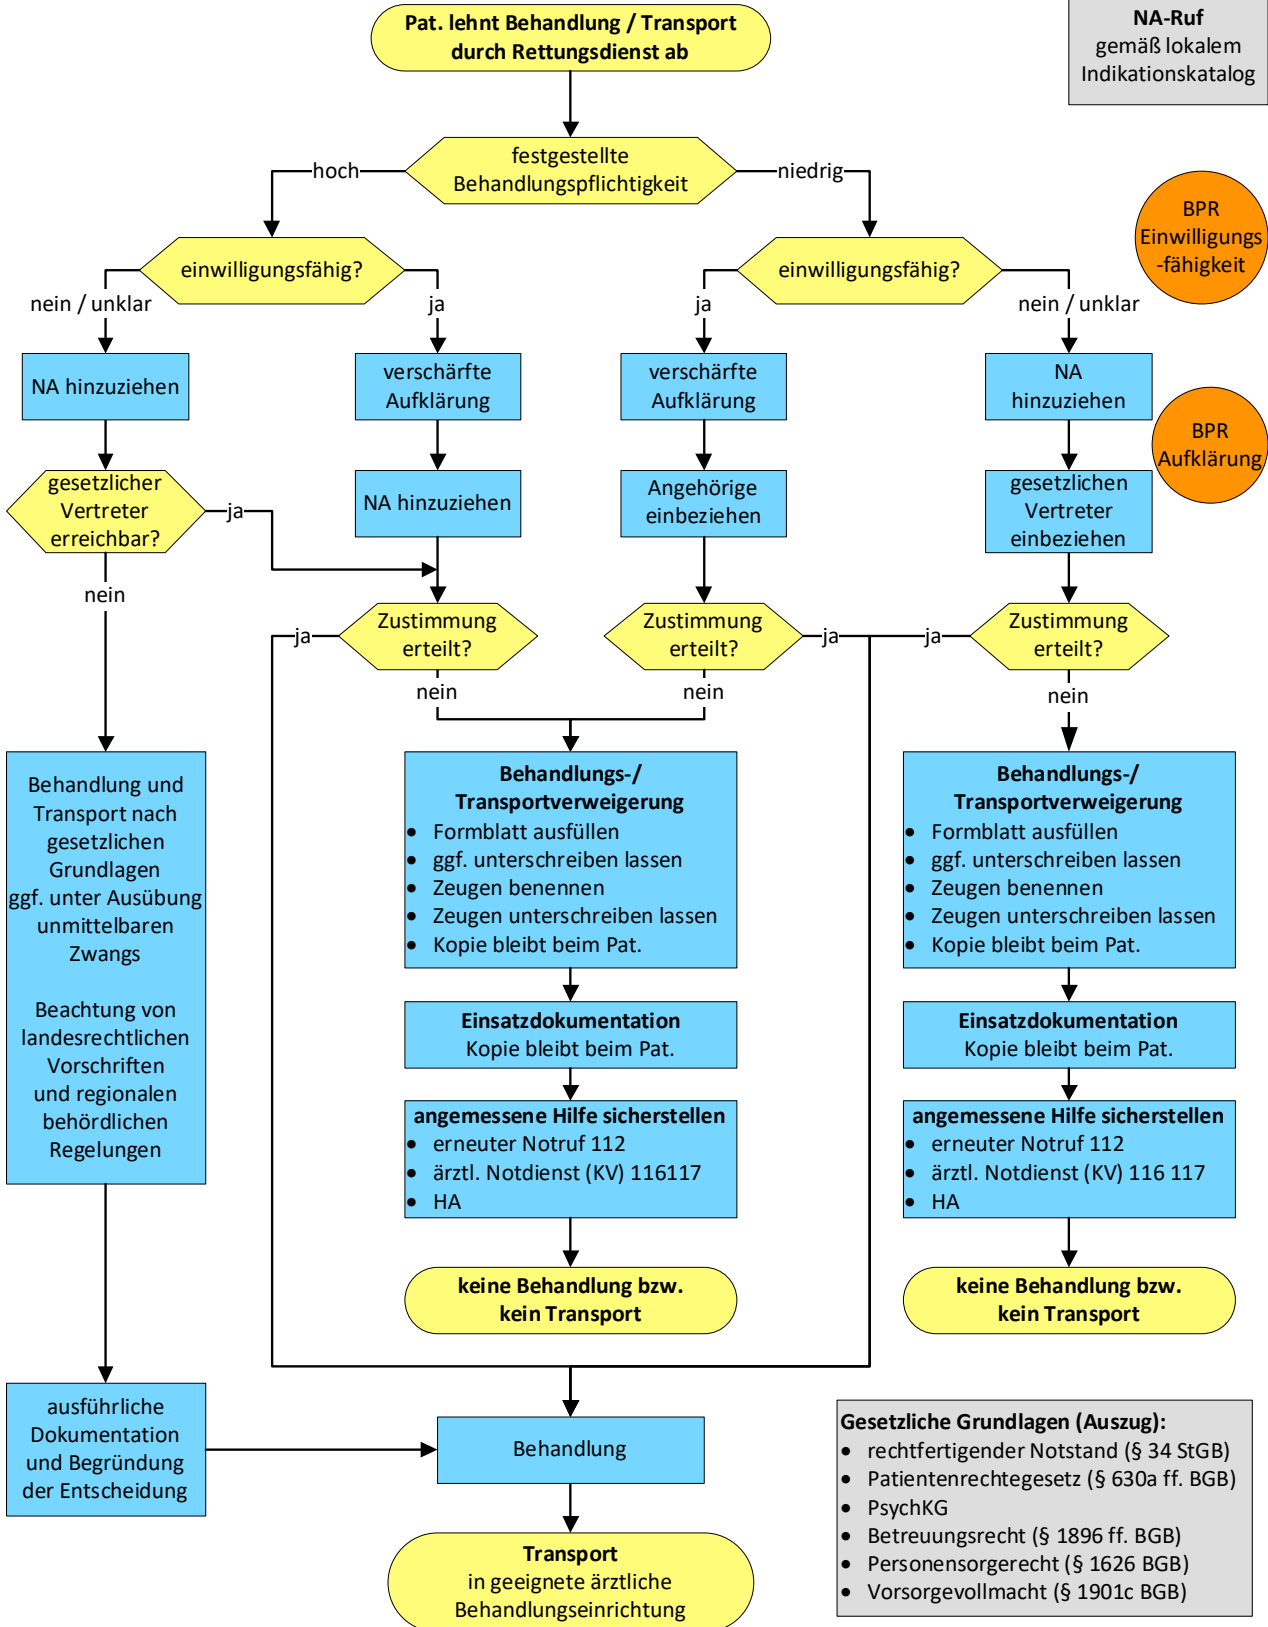 Pat. lehnt Behandlung / Transport
durch Rettungsdienst ab
NA-Ruf
gemäß lokalem
Indikationskatalog
festgestellte
Behandlungspflichtigkeit
hoch
niedrig
BPR
Einwilligungs
-fähigkeit
einwilligungsfähig?
einwilligungsfähig?
nein / unklar
ja
ja
nein / unklar
NA hinzuziehen
verschärfte
Aufklärung
verschärfte
Aufklärung
NA
hinzuziehen
BPR
Aufklärung
gesetzlicher
Vertreter
erreichbar?
ja
NA hinzuziehen
Angehörige
einbeziehen
gesetzlichen
Vertreter
einbeziehen
nein
ja
Zustimmung
erteilt?
Zustimmung
erteilt?
ja
ja
Zustimmung
erteilt?
nein
nein
nein
Behandlung und
Transport nach
gesetzlichen
Grundlagen
ggf. unter Ausübung
unmittelbaren
Zwangs
Beachtung von
landesrechtlichen
Vorschriften
und regionalen
behördlichen
Regelungen
Behandlungs-/
Transportverweigerung
• Formblatt ausfüllen
• ggf. unterschreiben lassen
• Zeugen benennen
• Zeugen unterschreiben lassen
• Kopie bleibt beim Pat.
Behandlungs-/
Transportverweigerung
• Formblatt ausfüllen
• ggf. unterschreiben lassen
• Zeugen benennen
• Zeugen unterschreiben lassen
• Kopie bleibt beim Pat.
Einsatzdokumentation
Kopie bleibt beim Pat.
Einsatzdokumentation
Kopie bleibt beim Pat.
angemessene Hilfe sicherstellen
• erneuter Notruf 112
• ärztl. Notdienst (KV) 116117
• HA
angemessene Hilfe sicherstellen
• erneuter Notruf 112
• ärztl. Notdienst (KV) 116 117
• HA
keine Behandlung bzw.
kein Transport
keine Behandlung bzw.
kein Transport
ausführliche
Dokumentation
und Begründung
der Entscheidung
Behandlung
Transport
in geeignete ärztliche
Behandlungseinrichtung
Gesetzliche Grundlagen (Auszug):
• rechtfertigender Notstand (§ 34 StGB)
• Patientenrechtegesetz (§ 630a ff. BGB)
• PsychKG
• Betreuungsrecht (§ 1896 ff. BGB)
• Personensorgerecht (§ 1626 BGB)
• Vorsorgevollmacht (§ 1901c BGB)